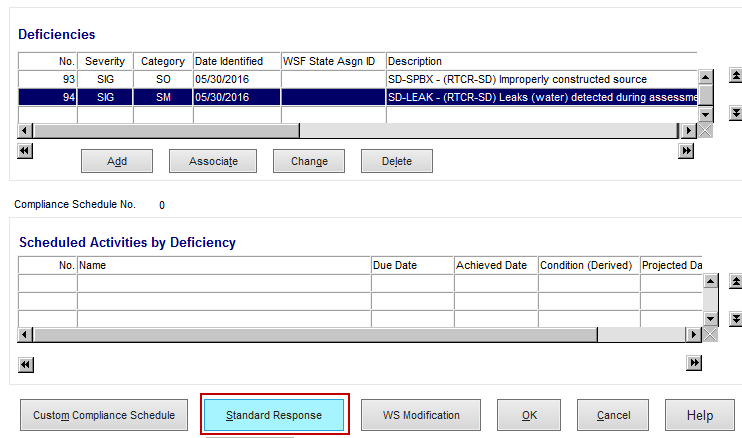 Deficiencies
No. Severity Category Date Identified WSF State Asgn ID Description
93 SIG SO 05/30/2016 SD-SPBX - (RTCR-SD) Improperly constructed source
94 SIG SM 05/30/2016 SD-LEAK - (RTCR-SD) Leaks (water) detected during assessme
Add Associate Change Delete
Compliance Schedule No. 0
Scheduled Activities by Deficiency
No. Name Due Date Achieved Date Condition (Derived) Projected Da
Custom Compliance Schedule Standard Response WS Modification OK Cancel Help